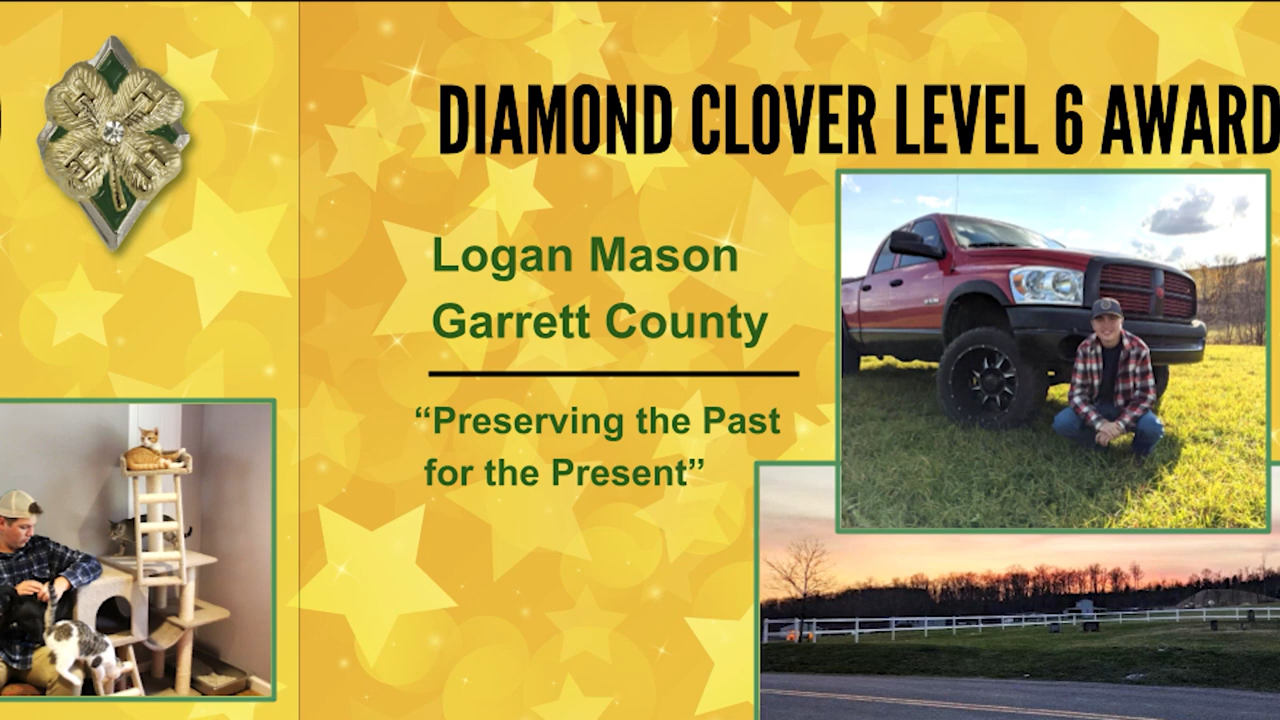 DIAMOND CLOVER LEVEL 6 AWARD
Logan Mason
Garrett County
“Preserving the Past
for the Present”
H H
H H